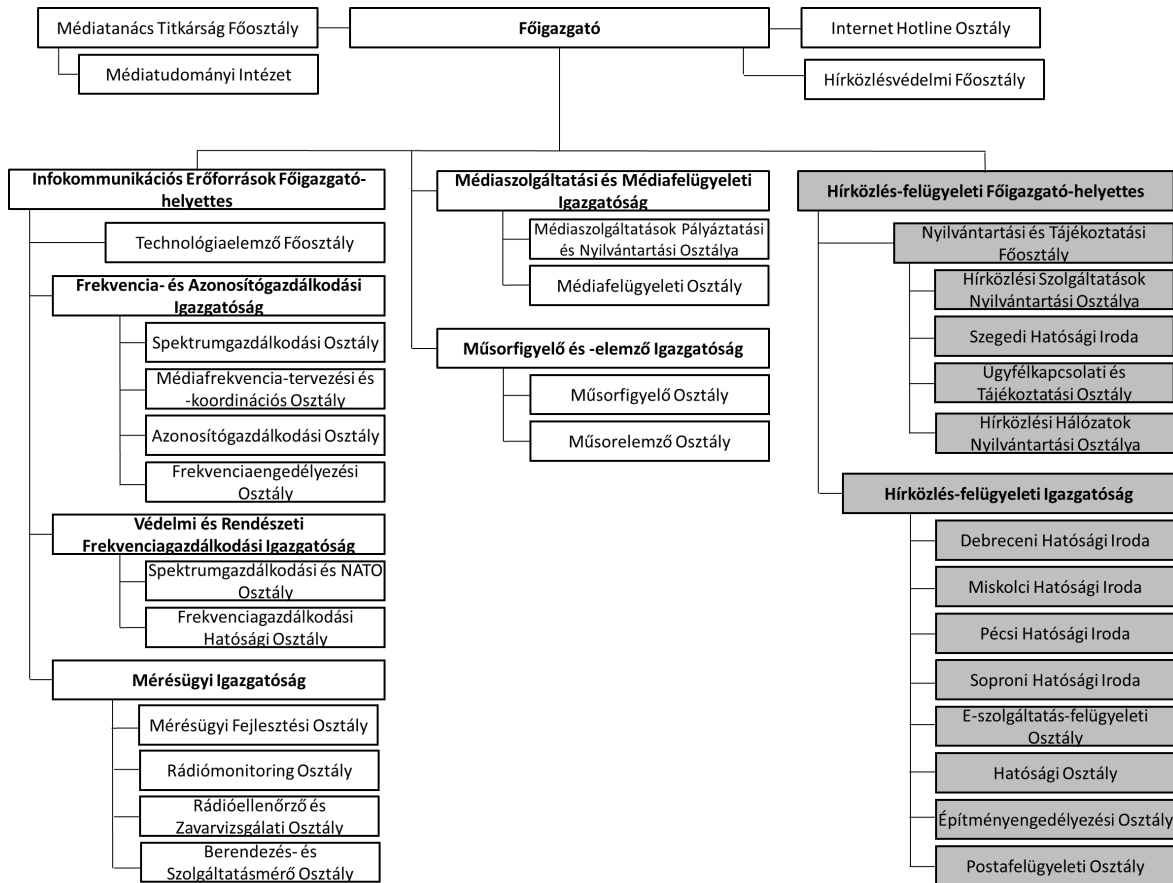 Médiatanács Titkárság Főosztály
Médiatudományi Intézet
Főigazgató
Internet Hotline Osztály
Hírközlésvédelmi Főosztály
Infokommunikációs Erőforrások Főigazgató-
helyettes
Technológiaelemző Főosztály
Frekvencia- és Azonosítógazdálkodási
Igazgatóság
Spektrumgazdálkodási Osztály
Médiafrekvencia-tervezési és
-koordinációs Osztály
Azonosítógazdálkodási Osztály
Frekvenciaengedélyezési
Osztály
Védelmi és Rendészeti
Frekvenciagazdálkodási Igazgatóság
Spektrumgazdálkodási és NATO
Osztály
Frekvenciagazdálkodási
Hatósági Osztály
Mérésügyi Igazgatóság
Mérésügyi Fejlesztési Osztály
Rádiómonitoring Osztály
Rádióellenőrző és
Zavarvizsgálati Osztály
Berendezés- és
Szolgáltatásmérő Osztály
Médiaszolgáltatási és Médiafelügyeleti
Igazgatóság
Médiaszolgáltatások Pályáztatási
és Nyilvántartási Osztálya
Médiafelügyeleti Osztály
Műsorfigyelő és -elemző Igazgatóság
Műsorfigyelő Osztály
Műsorelemző Osztály
Hírközlés-felügyeleti Főigazgató-helyettes
Nyilvántartási és Tájékoztatási
Főosztály
Hírközlési Szolgáltatások
Nyilvántartási Osztálya
Szegedi Hatósági Iroda
Ügyfélkapcsolati és
Tájékoztatási Osztály
Hírközlési Hálózatok
Nyilvántartási Osztálya
Hírközlés-felügyeleti Igazgatóság
Debreceni Hatósági Iroda
Miskolci Hatósági Iroda
Pécsi Hatósági Iroda
Soproni Hatósági Iroda
E-szolgáltatás-felügyeleti
Osztály
Hatósági Osztály
Építményengedélyezési Osztály
Postafelügyeleti Osztály